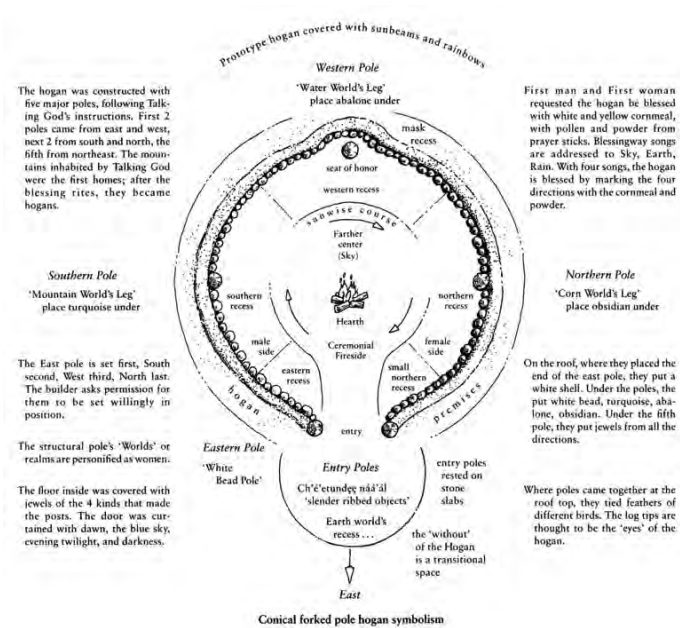 Prototype hogan covered with sunbeams and rainbows
Western Pole
'Water World's Leg'
place abalone under
The hogan was constructed with
five major poles, following Talk-
ing God's instructions. First 2
poles came from east and west,
next 2 from south and north, the
fifth from northeast. The moun-
tains inhabited by Talking God
were the first homes; after the
blessing rites, they became
hogans.
First man and First woman
requested the hogan be blessed
with white and yellow cornmeal,
with pollen and powder from
prayer sticks. Blessingway songs
are addressed to Sky, Earth,
Rain. With four songs, the hogan
is blessed by marking the four
directions with the cornmeal and
powder.
mask
recess
seat of honor
western recess
sunwise course
Farther
center
(Sky)
Southern Pole
'Mountain World's Leg'
place turquoise under
southern
recess
Hearth
northern
recess
Northern Pole
'Corn World's Leg'
place obsidian under
male
side
Ceremonial
Fireside
female
side
eastern
recess
small
northern
recess
hogan
premises
entry
The East pole is set first, South
second, West third, North last.
The builder asks permission for
them to be set willingly in
position.
The structural pole's 'Worlds' or
realms are personified as women.
The floor inside was covered with
jewels of the 4 kinds that made
the posts. The door was cur-
tained with dawn, the blue sky,
evening twilight, and darkness.
On the roof, where they placed the
end of the east pole, they put a
white shell. Under the poles, the
put white bead, turquoise, aba-
lone, obsidian. Under the fifth
pole, they put jewels from all the
directions.
Where poles came together at the
roof top, they tied feathers of
different birds. The log tips are
thought to be the 'eyes' of the
hogan.
Eastern Pole
'White
Bead Pole'
Entry Poles
Ch'é'etundęę náá'ál
'slender ribbed objects'
Earth world's
recess . . .
entry poles
rested on
stone
slabs
the 'without'
of the Hogan
is a transitional
space
East
Conical forked pole hogan symbolism